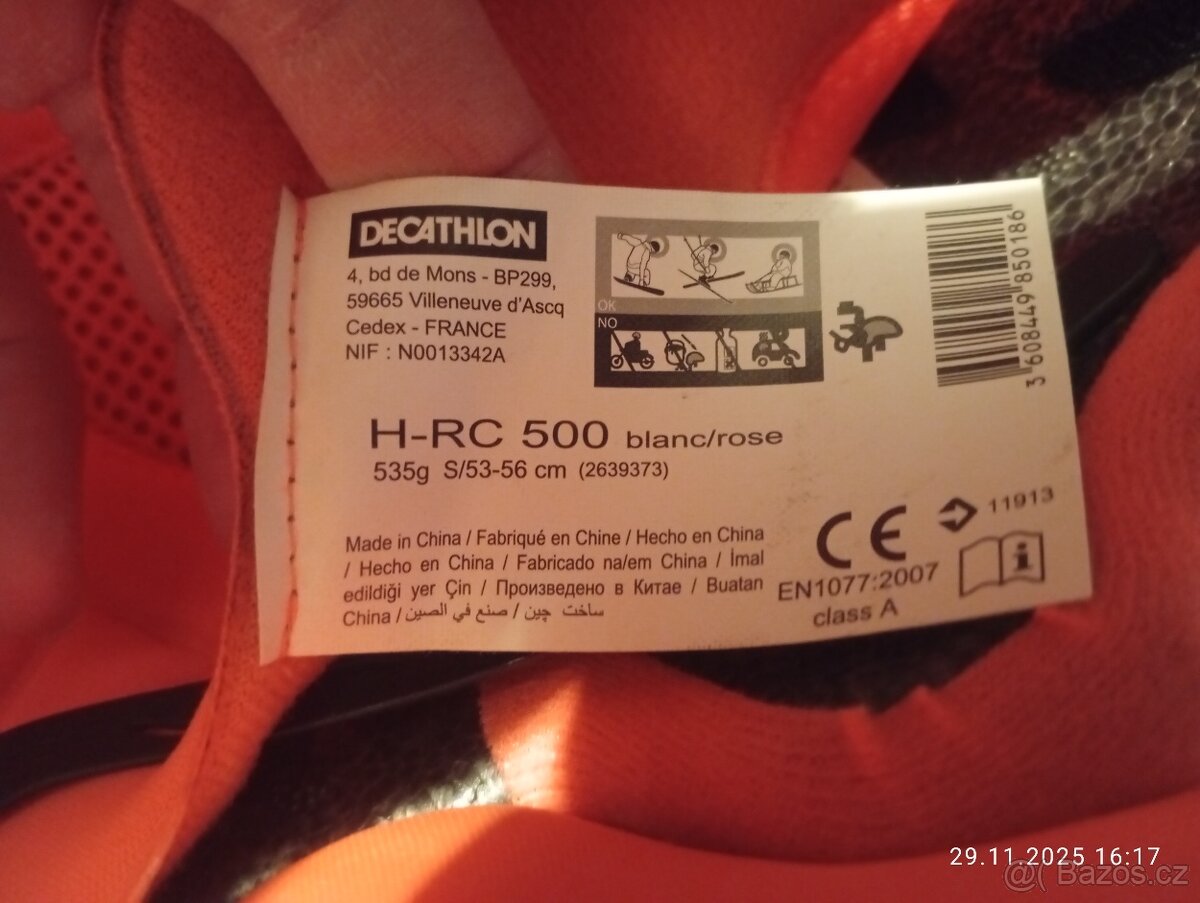 DECATHLON
4, bd de Mons - BP299,
59665 Villeneuve d'Ascq
Cedex - FRANCE
NIF : N0013342A
OK
NO
3 608449 850186
H-RC 500 blanc/rose
535g S/53-56 cm (2639373)
Made in China / Fabriqué en Chine / Hecho en China
/ Hecho en China / Fabricado na/em China / İmal
edildiği yer Çin / Произведено в Китае / Buatan
China / ساخت چین / صنع في الصين
CE 11913
EN1077:2007
class A
29.11.2025 16:17
@ Bazos.cz